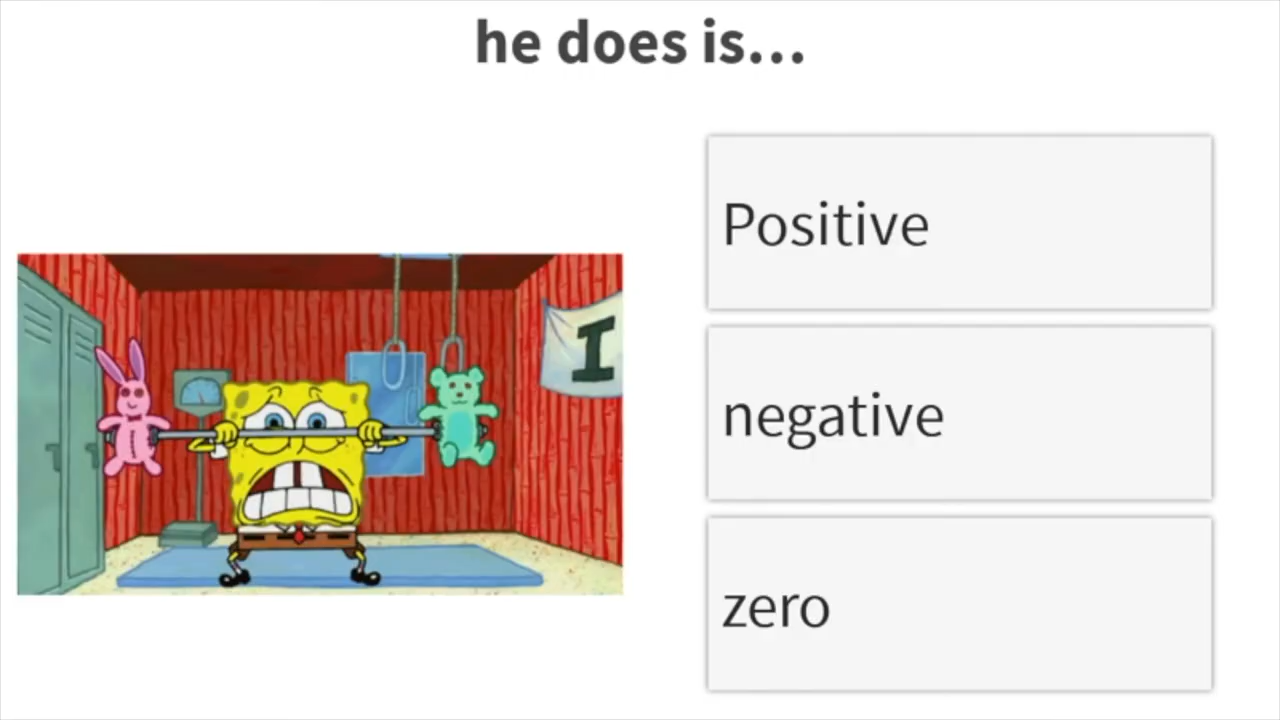 he does is...
Positive
negative
zero
I